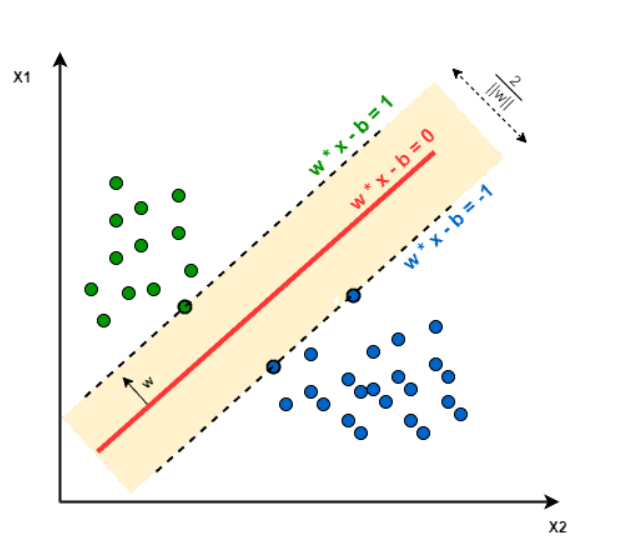 X1
2
||w||
w * x - b = 1
w * x - b = 0
w * x - b = -1
w
X2